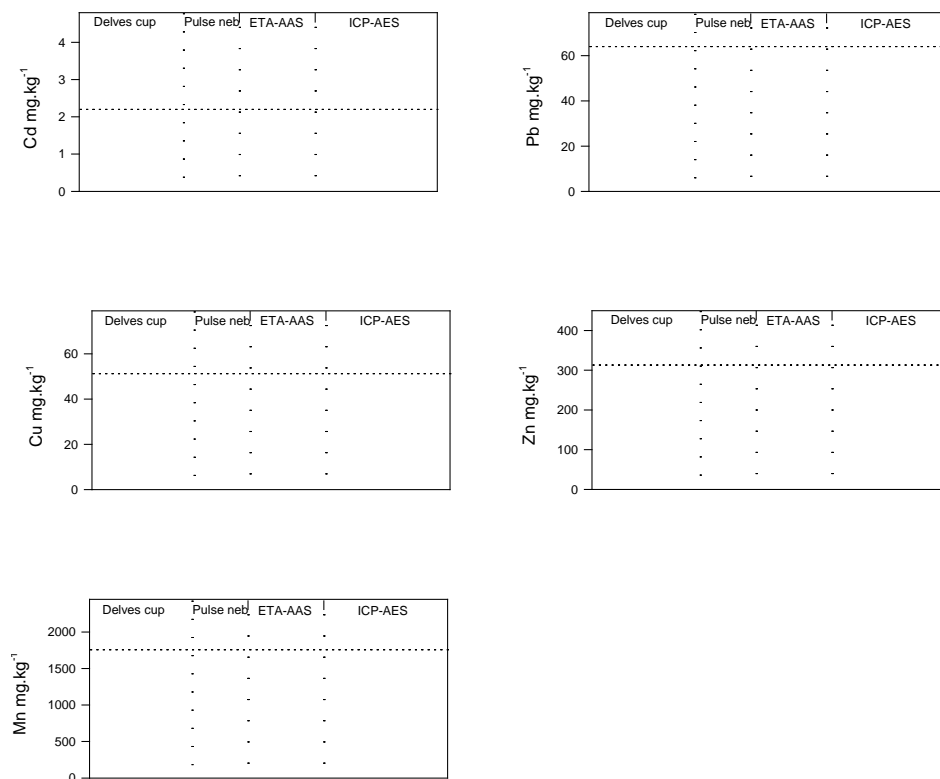 Delves cup Pulse neb ETA-AAS ICP-AES
Cd mg.kg⁻¹
4
3
2
1
0
Delves cup Pulse neb ETA-AAS ICP-AES
Pb mg.kg⁻¹
60
40
20
0
Delves cup Pulse neb ETA-AAS ICP-AES
Cu mg.kg⁻¹
60
40
20
0
Delves cup Pulse neb ETA-AAS ICP-AES
Zn mg.kg⁻¹
400
300
200
100
0
Delves cup Pulse neb ETA-AAS ICP-AES
Mn mg.kg⁻¹
2000
1500
1000
500
0